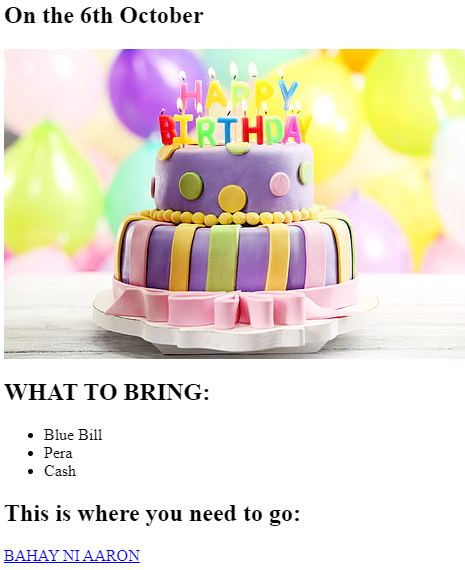 On the 6th October
HAPPY
BIRTHDAY
WHAT TO BRING:
Blue Bill
Pera
Cash
This is where you need to go:
BAHAY NI AARON